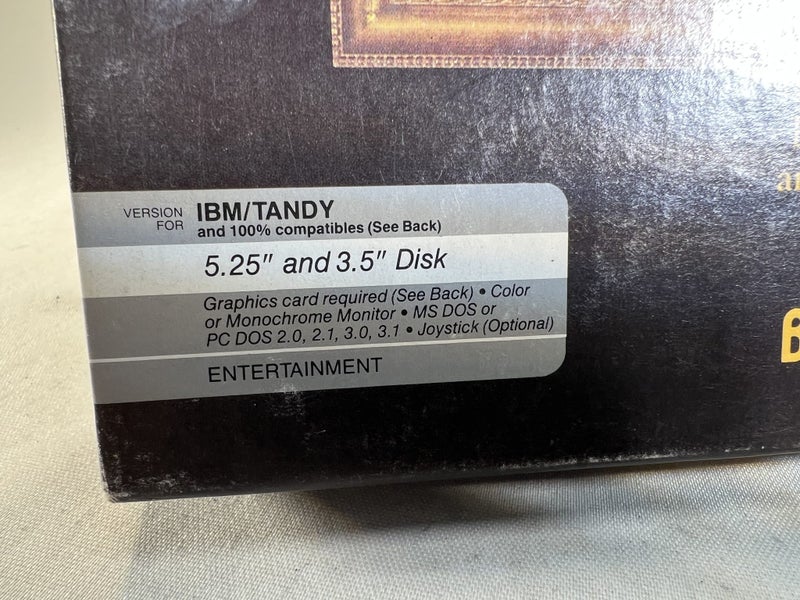 VERSION FOR IBM/TANDY
and 100% compatibles (See Back)
5.25" and 3.5" Disk
Graphics card required (See Back) • Color
or Monochrome Monitor • MS DOS or
PC DOS 2.0, 2.1, 3.0, 3.1 • Joystick (Optional)
ENTERTAINMENT